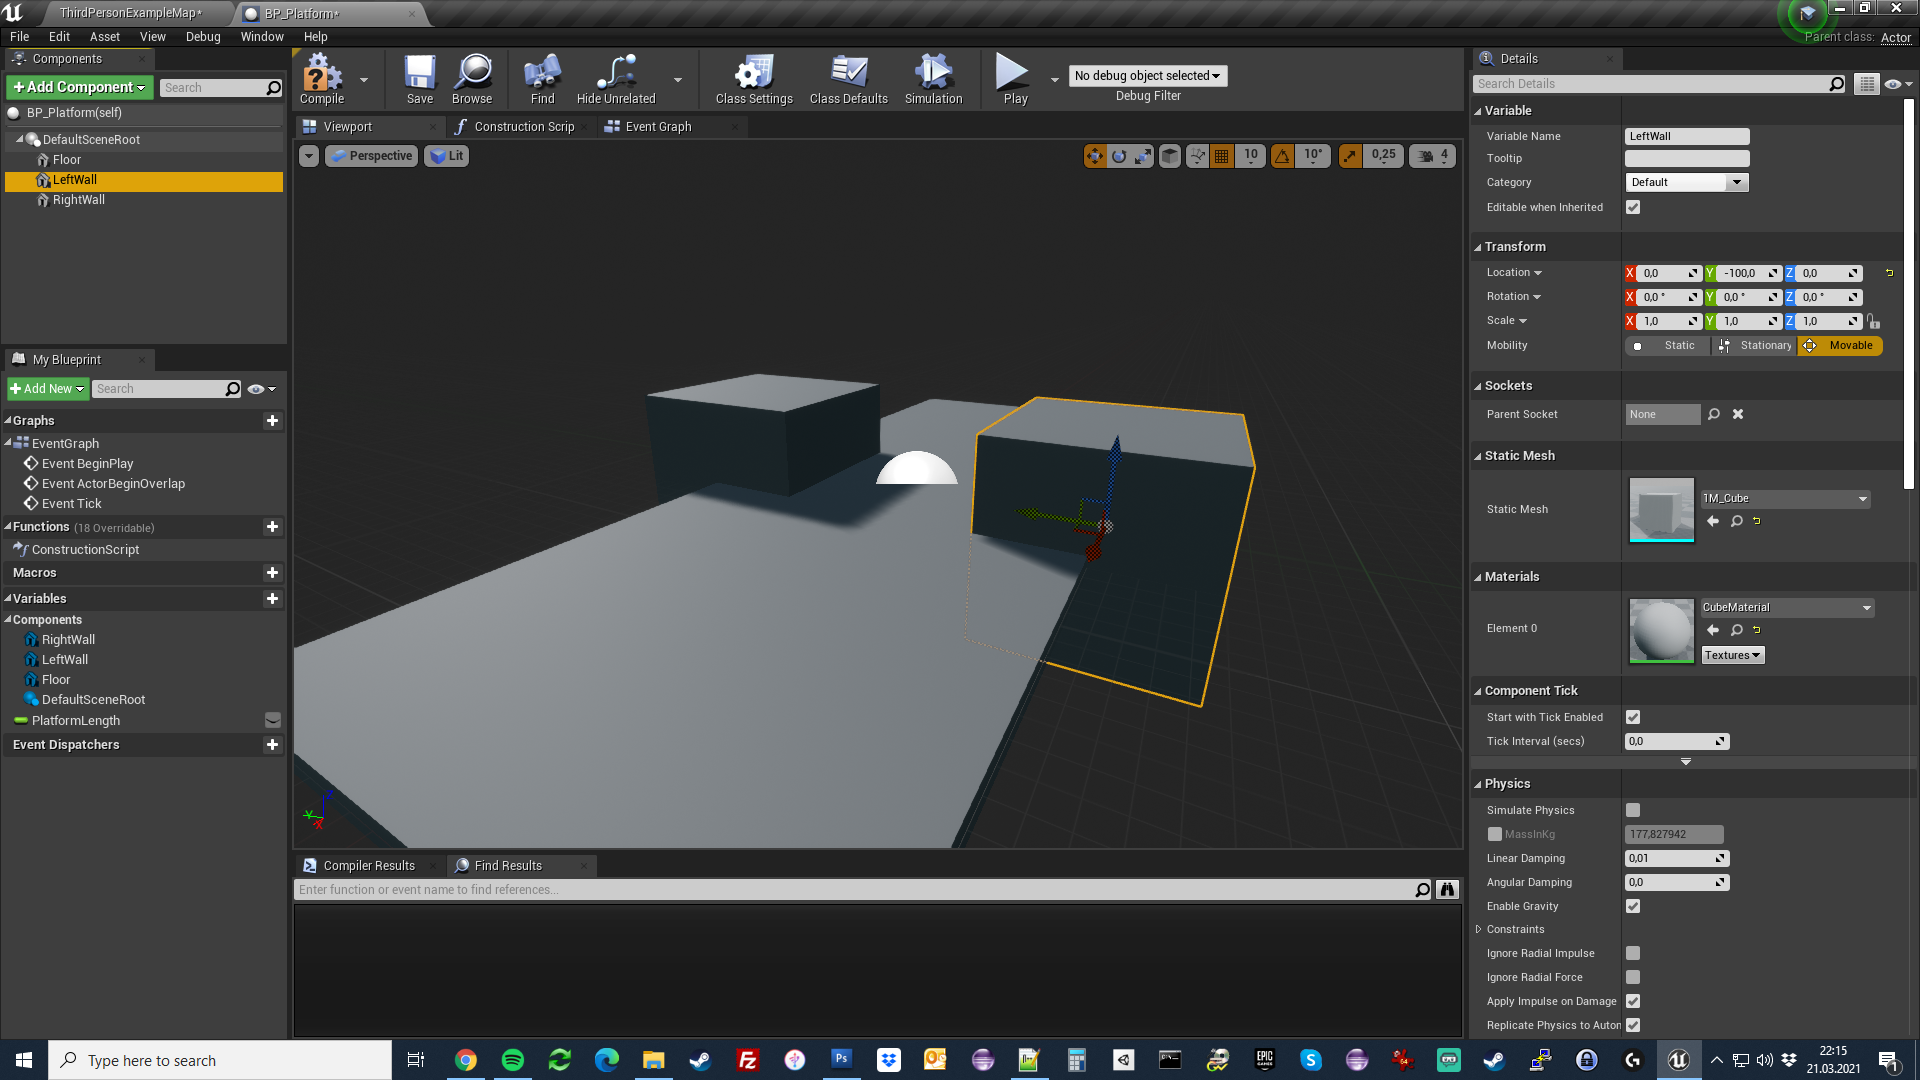 ThirdPersonExampleMap*
BP_Platform*
File Edit Asset View Debug Window Help
Parent class: Actor
Components
+Add Component
Search
BP_Platform(self)
DefaultSceneRoot
Floor
LeftWall
RightWall
My Blueprint
+Add New
Search
Graphs
EventGraph
Event BeginPlay
Event ActorBeginOverlap
Event Tick
Functions (18 Overridable)
ConstructionScript
Macros
Variables
Components
RightWall
LeftWall
Floor
DefaultSceneRoot
PlatformLength
Event Dispatchers
Compile
Save
Browse
Find
Hide Unrelated
Class Settings
Class Defaults
Simulation
Play
No debug object selected
Debug Filter
Viewport
Construction Scrip
Event Graph
Perspective
Lit
10
10°
0,25
4
Z
Y
X
Compiler Results
Find Results
Enter function or event name to find references...
Details
Search Details
Variable
Variable Name LeftWall
Tooltip
Category Default
Editable when Inherited
Transform
Location X 0,0 Y -100,0 Z 0,0
Rotation X 0,0 ° Y 0,0 ° Z 0,0 °
Scale X 1,0 Y 1,0 Z 1,0
Mobility Static Stationary Movable
Sockets
Parent Socket None
Static Mesh
Static Mesh 1M_Cube
Materials
Element 0 CubeMaterial
Textures
Component Tick
Start with Tick Enabled
Tick Interval (secs) 0,0
Physics
Simulate Physics
MassInKg 177,827942
Linear Damping 0,01
Angular Damping 0,0
Enable Gravity
Constraints
Ignore Radial Impulse
Ignore Radial Force
Apply Impulse on Damage
Replicate Physics to Auton
Type here to search
Fz
Ps
EPIC
GAMES
64
22:15
21.03.2021
1